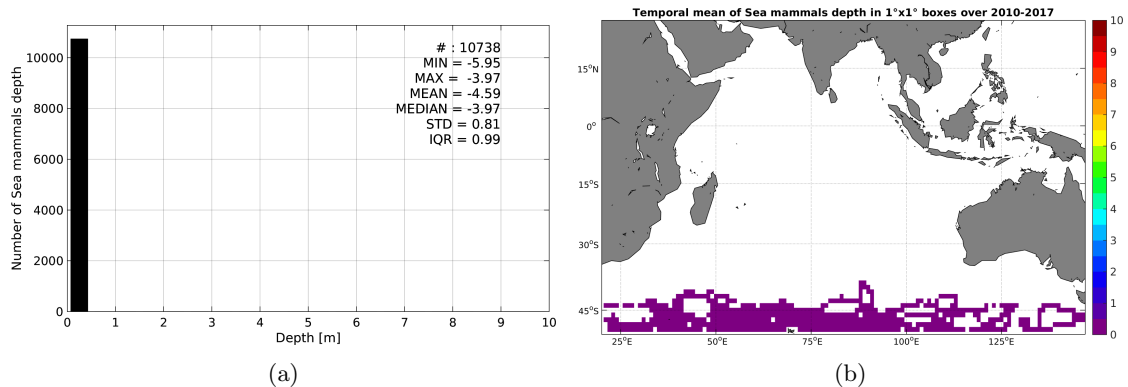 10000
8000
6000
4000
2000
0
Number of Sea mammals depth
# : 10738
MIN = -5.95
MAX = -3.97
MEAN = -4.59
MEDIAN = -3.97
STD = 0.81
IQR = 0.99
0 1 2 3 4 5 6 7 8 9 10
Depth [m]
(a)
Temporal mean of Sea mammals depth in 1°x1° boxes over 2010-2017
15°N
0°
15°S
30°S
45°S
25°E 50°E 75°E 100°E 125°E
10
9
8
7
6
5
4
3
2
1
0
(b)